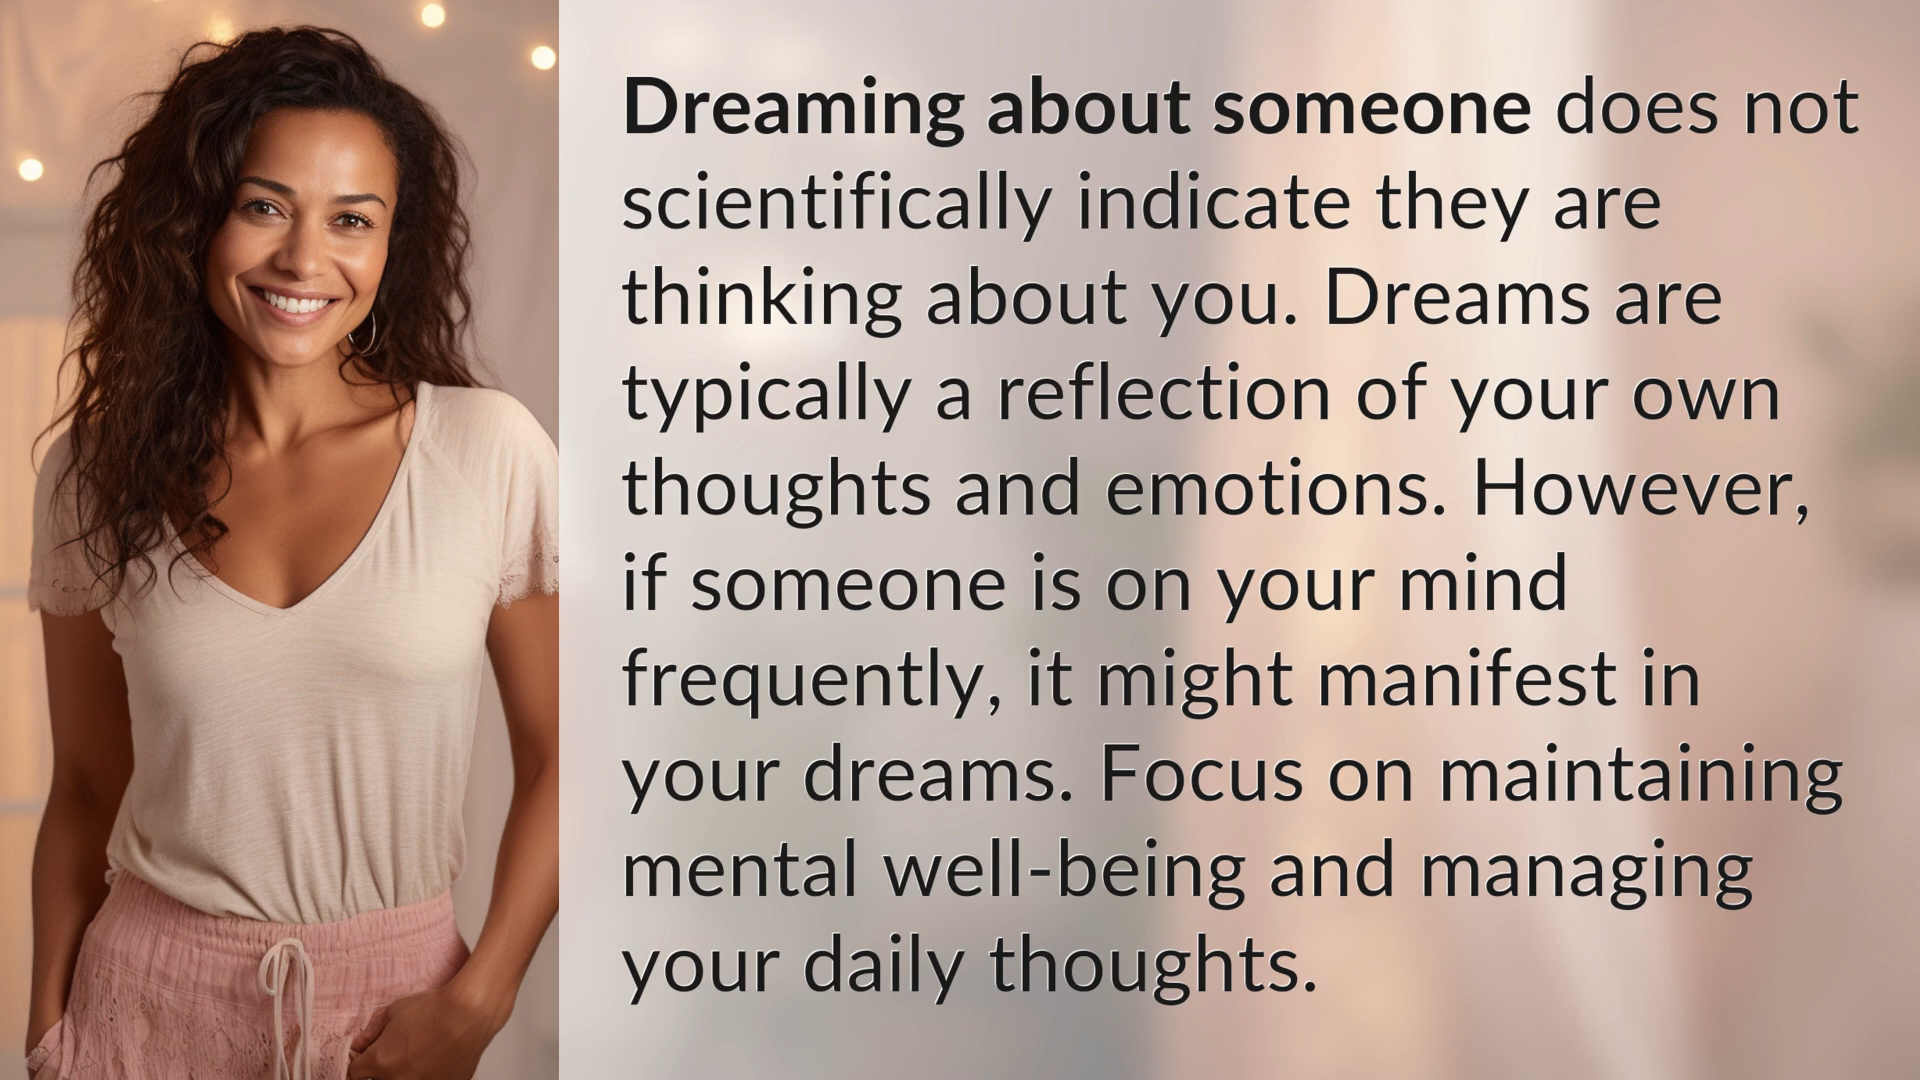 Dreaming about someone does not
scientifically indicate they are
thinking about you. Dreams are
typically a reflection of your own
thoughts and emotions. However,
if someone is on your mind
frequently, it might manifest in
your dreams. Focus on maintaining
mental well-being and managing
your daily thoughts.